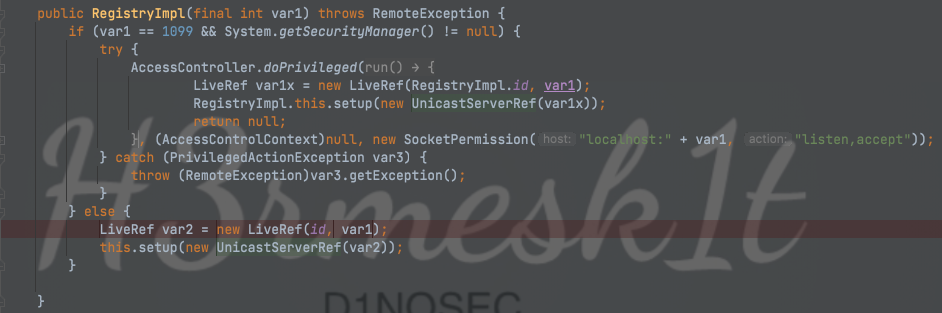 public RegistryImpl(final int var1) throws RemoteException {
if (var1 == 1099 && System.getSecurityManager() != null) {
try {
AccessController.doPrivileged(run() → {
LiveRef var1x = new LiveRef(RegistryImpl.id, var1);
RegistryImpl.this.setup(new UnicastServerRef(var1x));
return null;
}, (AccessControlContext)null, new SocketPermission( host: "localhost:" + var1, action: "listen,accept"));
} catch (PrivilegedActionException var3) {
throw (RemoteException)var3.getException();
}
} else {
LiveRef var2 = new LiveRef(id, var1);
this.setup(new UnicastServerRef(var2));
}
}
H3rmesk1t
D1NOSEC